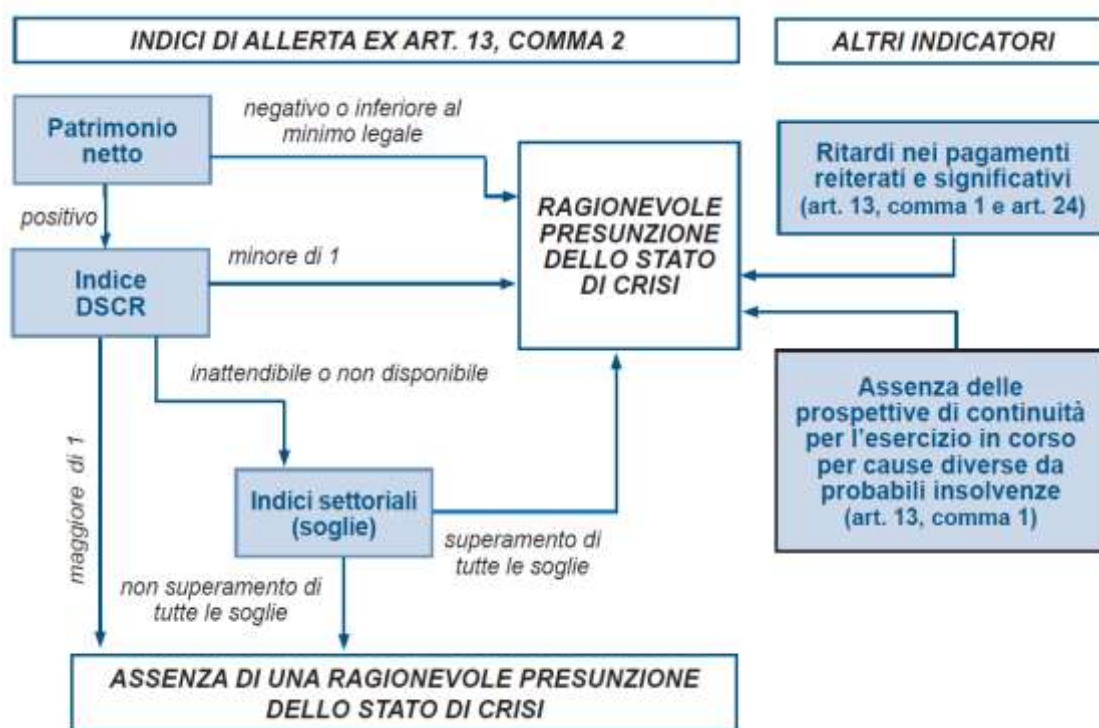 INDICI DI ALLERTA EX ART. 13, COMMA 2
ALTRI INDICATORI
Patrimonio
netto
negativo o inferiore al
minimo legale
positivo
Indice
DSCR
minore di 1
RAGIONEVOLE
PRESUNZIONE
DELLO STATO
DI CRISI
Ritardi nei pagamenti
reiterati e significativi
(art. 13, comma 1 e art. 24)
inattendibile o non disponibile
maggiore di 1
Indici settoriali
(soglie)
superamento di
tutte le soglie
non superamento di
tutte le soglie
Assenza delle
prospettive di continuità
per l'esercizio in corso
per cause diverse da
probabili insolvenze
(art. 13, comma 1)
ASSENZA DI UNA RAGIONEVOLE PRESUNZIONE
DELLO STATO DI CRISI